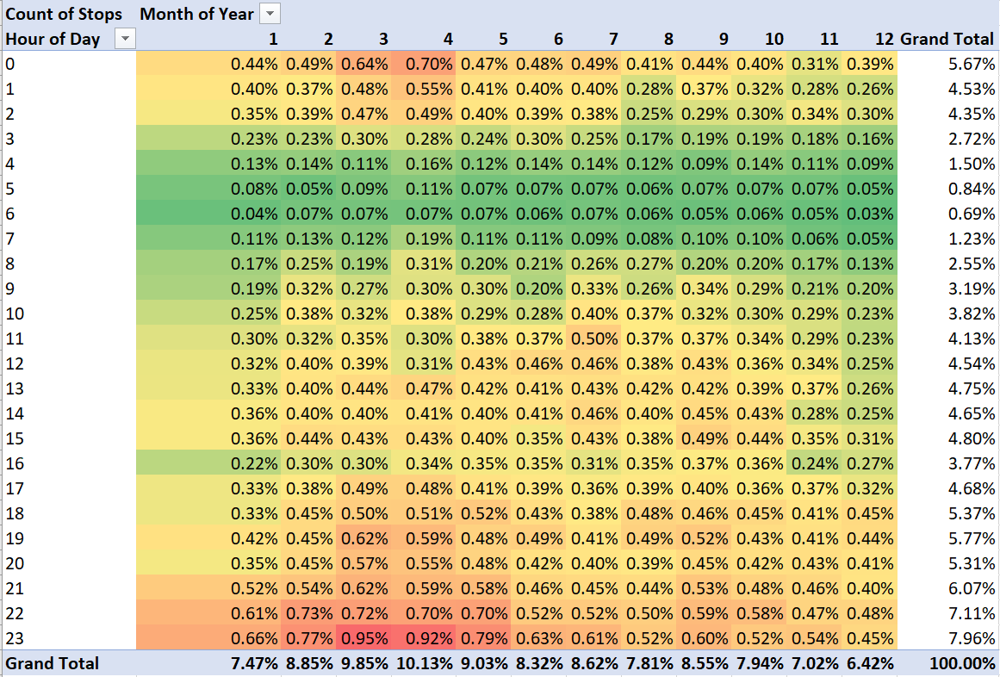 Count of Stops Month of Year
Hour of Day 1 2 3 4 5 6 7 8 9 10 11 12 Grand Total
0 0.44% 0.49% 0.64% 0.70% 0.47% 0.48% 0.49% 0.41% 0.44% 0.40% 0.31% 0.39% 5.67%
1 0.40% 0.37% 0.48% 0.55% 0.41% 0.40% 0.40% 0.28% 0.37% 0.32% 0.28% 0.26% 4.53%
2 0.35% 0.39% 0.47% 0.49% 0.40% 0.39% 0.38% 0.25% 0.29% 0.30% 0.34% 0.30% 4.35%
3 0.23% 0.23% 0.30% 0.28% 0.24% 0.30% 0.25% 0.17% 0.19% 0.19% 0.18% 0.16% 2.72%
4 0.13% 0.14% 0.11% 0.16% 0.12% 0.14% 0.14% 0.12% 0.09% 0.14% 0.11% 0.09% 1.50%
5 0.08% 0.05% 0.09% 0.11% 0.07% 0.07% 0.07% 0.06% 0.07% 0.07% 0.07% 0.05% 0.84%
6 0.04% 0.07% 0.07% 0.07% 0.07% 0.06% 0.07% 0.06% 0.05% 0.06% 0.05% 0.03% 0.69%
7 0.11% 0.13% 0.12% 0.19% 0.11% 0.11% 0.09% 0.08% 0.10% 0.10% 0.06% 0.05% 1.23%
8 0.17% 0.25% 0.19% 0.31% 0.20% 0.21% 0.26% 0.27% 0.20% 0.20% 0.17% 0.13% 2.55%
9 0.19% 0.32% 0.27% 0.30% 0.30% 0.20% 0.33% 0.26% 0.34% 0.29% 0.21% 0.20% 3.19%
10 0.25% 0.38% 0.32% 0.38% 0.29% 0.28% 0.40% 0.37% 0.32% 0.30% 0.29% 0.23% 3.82%
11 0.30% 0.32% 0.35% 0.30% 0.38% 0.37% 0.50% 0.37% 0.37% 0.34% 0.29% 0.23% 4.13%
12 0.32% 0.40% 0.39% 0.31% 0.43% 0.46% 0.46% 0.38% 0.43% 0.36% 0.34% 0.25% 4.54%
13 0.33% 0.40% 0.44% 0.47% 0.42% 0.41% 0.43% 0.42% 0.42% 0.39% 0.37% 0.26% 4.75%
14 0.36% 0.40% 0.40% 0.41% 0.40% 0.41% 0.46% 0.40% 0.45% 0.43% 0.28% 0.25% 4.65%
15 0.36% 0.44% 0.43% 0.43% 0.40% 0.35% 0.43% 0.38% 0.49% 0.44% 0.35% 0.31% 4.80%
16 0.22% 0.30% 0.30% 0.34% 0.35% 0.35% 0.31% 0.35% 0.37% 0.36% 0.24% 0.27% 3.77%
17 0.33% 0.38% 0.49% 0.48% 0.41% 0.39% 0.36% 0.39% 0.40% 0.36% 0.37% 0.32% 4.68%
18 0.33% 0.45% 0.50% 0.51% 0.52% 0.43% 0.38% 0.48% 0.46% 0.45% 0.41% 0.45% 5.37%
19 0.42% 0.45% 0.62% 0.59% 0.48% 0.49% 0.41% 0.49% 0.52% 0.43% 0.41% 0.44% 5.77%
20 0.35% 0.45% 0.57% 0.55% 0.48% 0.42% 0.40% 0.39% 0.45% 0.42% 0.43% 0.41% 5.31%
21 0.52% 0.54% 0.62% 0.59% 0.58% 0.46% 0.45% 0.44% 0.53% 0.48% 0.46% 0.40% 6.07%
22 0.61% 0.73% 0.72% 0.70% 0.70% 0.52% 0.52% 0.50% 0.59% 0.58% 0.47% 0.48% 7.11%
23 0.66% 0.77% 0.95% 0.92% 0.79% 0.63% 0.61% 0.52% 0.60% 0.52% 0.54% 0.45% 7.96%
Grand Total 7.47% 8.85% 9.85% 10.13% 9.03% 8.32% 8.62% 7.81% 8.55% 7.94% 7.02% 6.42% 100.00%